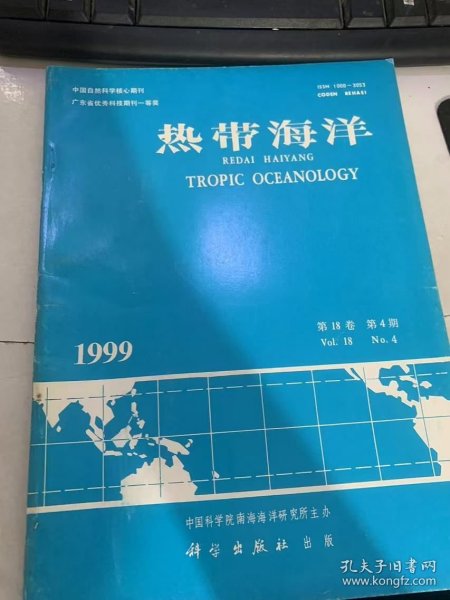 中国自然科学核心期刊
广东省优秀科技期刊一等奖
ISSN 1000-3053
CODEN REHAEI
热带海洋
REDAI HAIYANG
TROPIC OCEANOLOGY
第18卷 第4期
Vol. 18 No. 4
1999
中国科学院南海海洋研究所主办
科学出版社 出版
孔夫子旧书网
www.kongfz.com